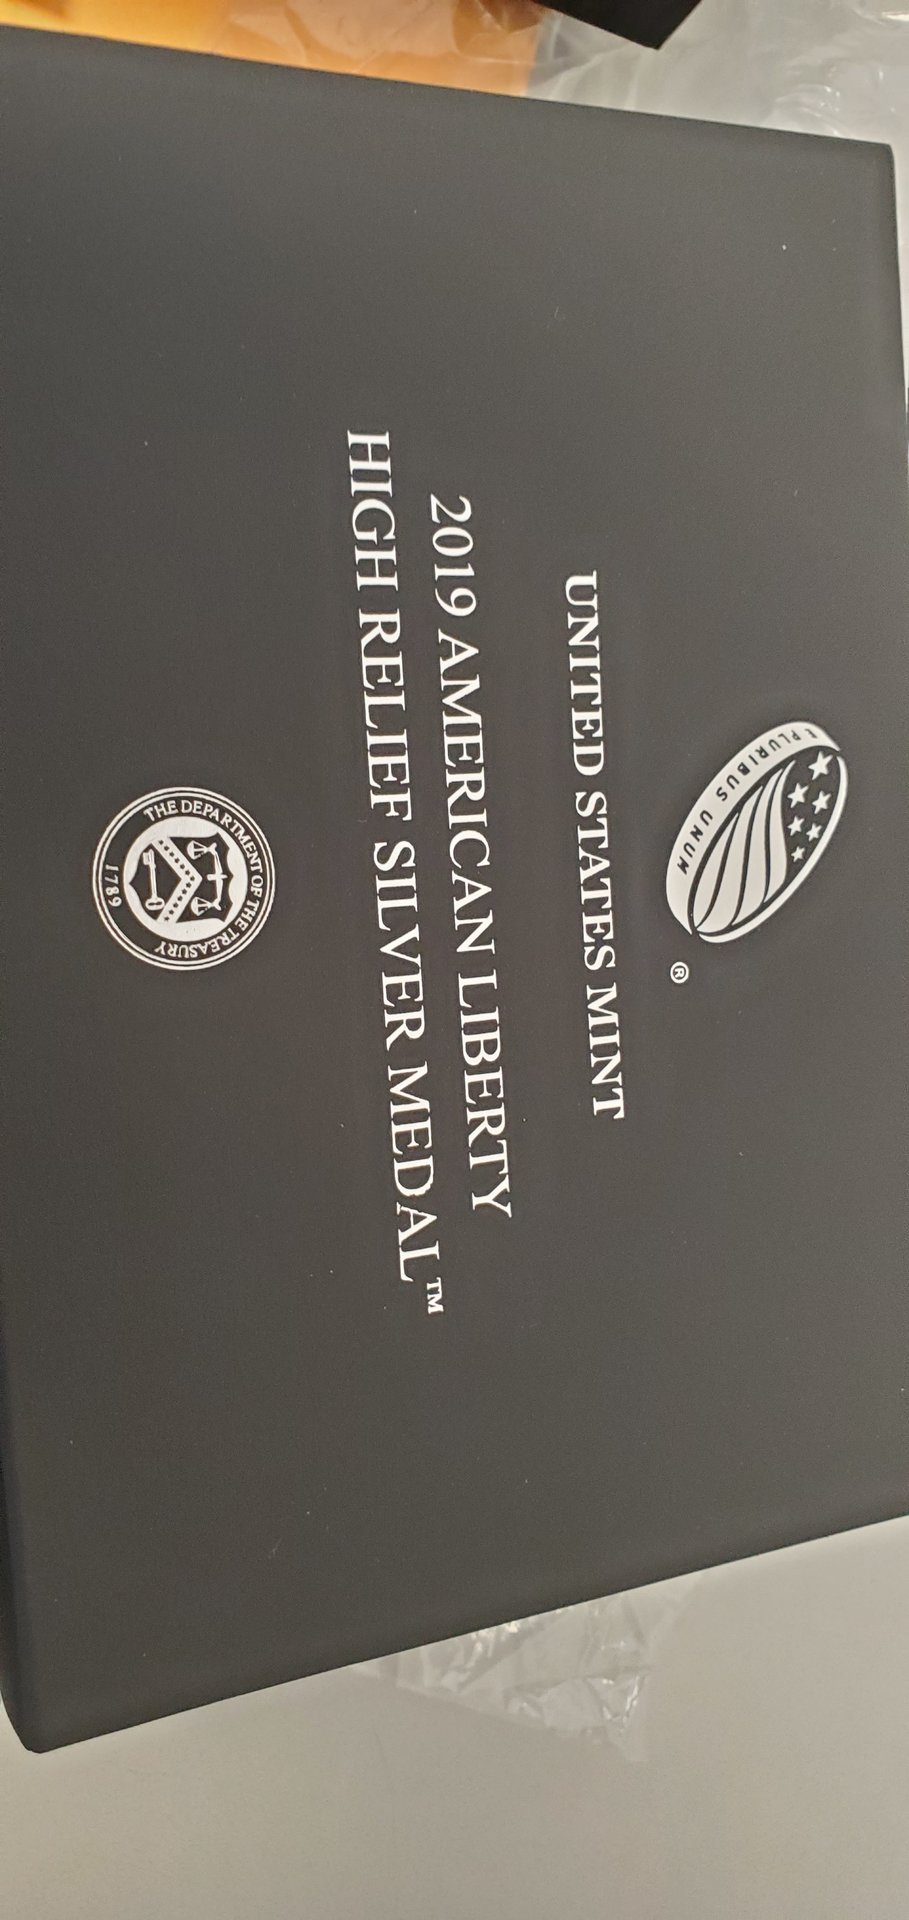 E PLURIBUS UNUM
®
UNITED STATES MINT
2019 AMERICAN LIBERTY
HIGH RELIEF SILVER MEDAL™
THE DEPARTMENT OF THE TREASURY
1789